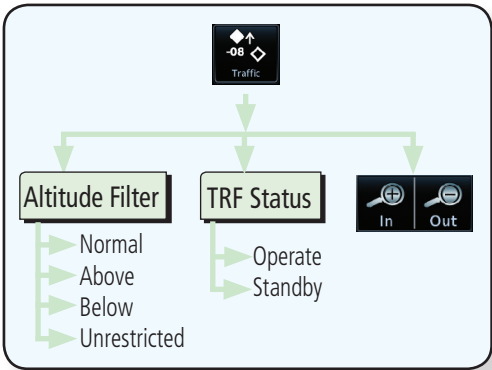 -08
Traffic
Altitude Filter
Normal
Above
Below
Unrestricted
TRF Status
Operate
Standby
In
Out